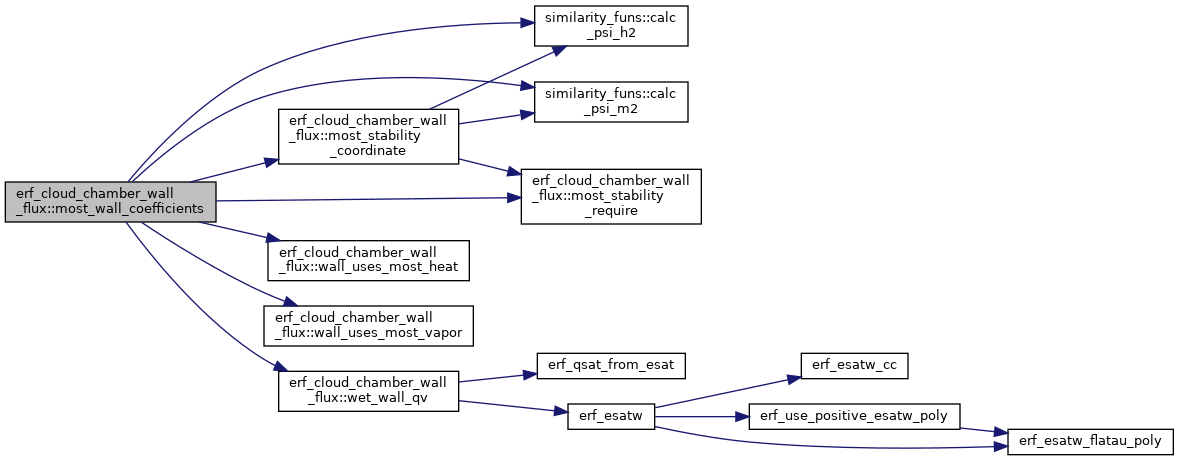 erf_cloud_chamber_wall
_flux::most_wall_coefficients
similarity_funs::calc
_psi_h2
similarity_funs::calc
_psi_m2
erf_cloud_chamber_wall
_flux::most_stability
_coordinate
erf_cloud_chamber_wall
_flux::most_stability
_require
erf_cloud_chamber_wall
_flux::wall_uses_most_heat
erf_cloud_chamber_wall
_flux::wall_uses_most_vapor
erf_cloud_chamber_wall
_flux::wet_wall_qv
erf_qsat_from_esat
erf_esatw
erf_esatw_cc
erf_use_positive_esatw_poly
erf_esatw_flatau_poly